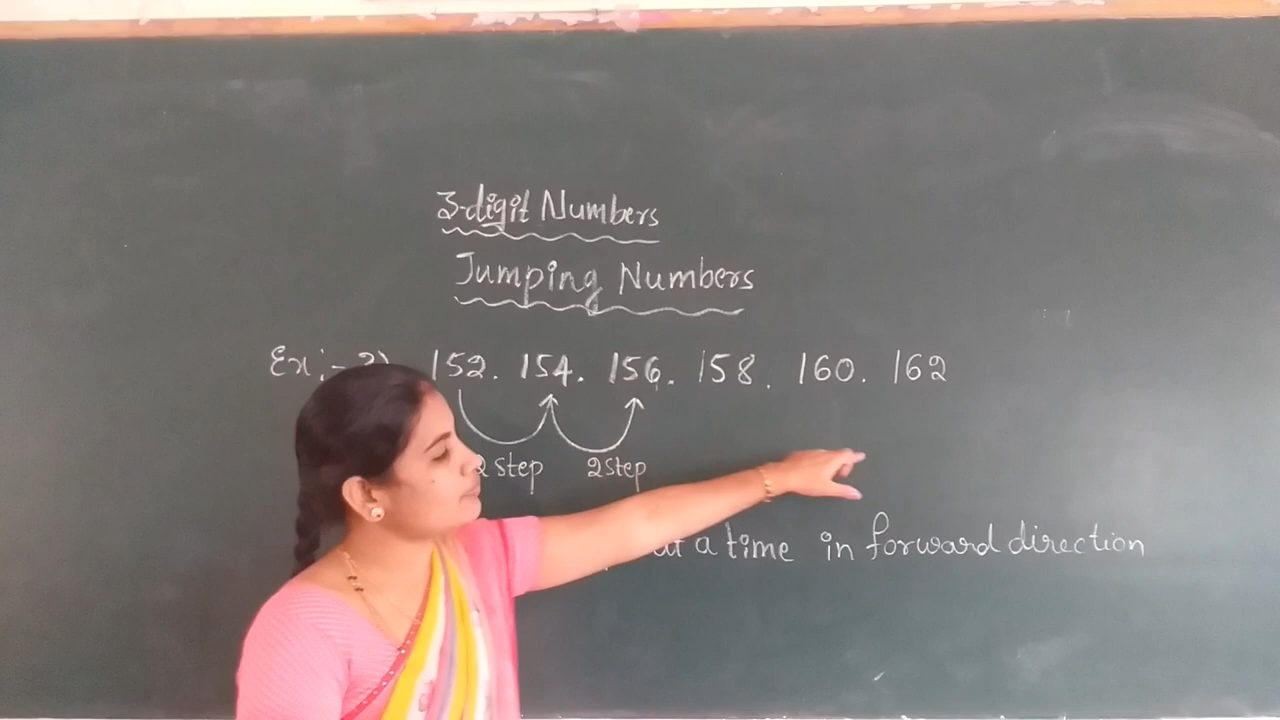 3-digit Numbers
Jumping Numbers
Ex:- 2) 152. 154. 156. 158. 160. 162
2 step 2 step
at a time in forward direction